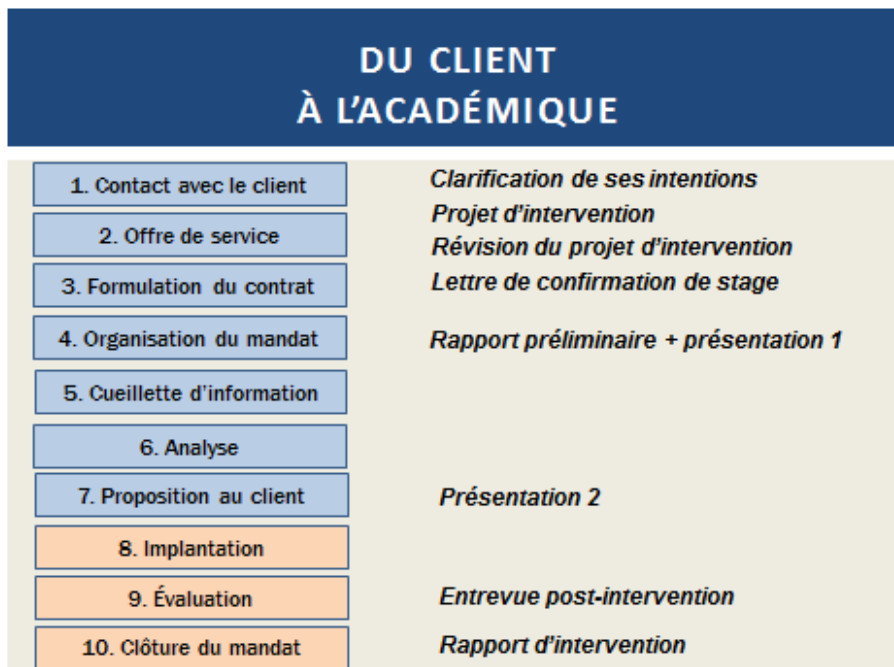 DU CLIENT
À L'ACADÉMIQUE
1. Contact avec le client
Clarification de ses intentions
Projet d'intervention
2. Offre de service
Révision du projet d'intervention
3. Formulation du contrat
Lettre de confirmation de stage
4. Organisation du mandat
Rapport préliminaire + présentation 1
5. Cueillette d'information
6. Analyse
7. Proposition au client
Présentation 2
8. Implantation
9. Évaluation
Entrevue post-intervention
10. Clôture du mandat
Rapport d'intervention